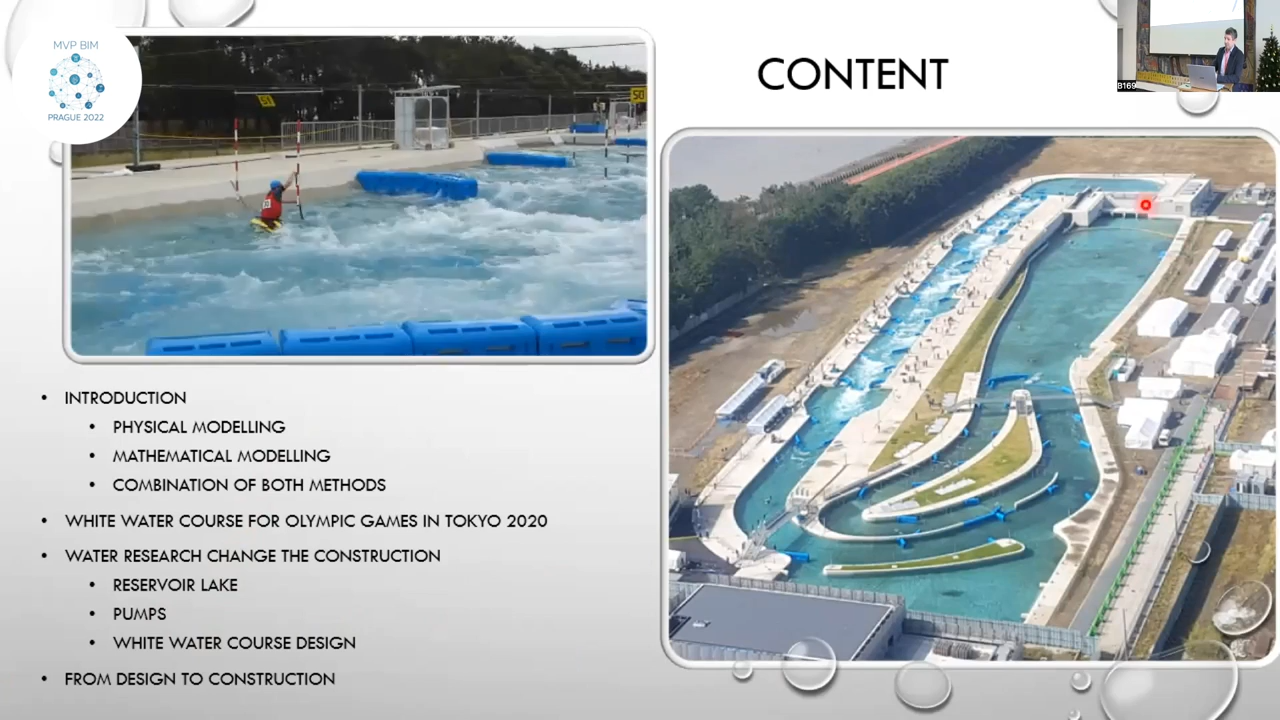 MVP BIM
PRAGUE 2022
CONTENT
B169
INTRODUCTION
PHYSICAL MODELLING
MATHEMATICAL MODELLING
COMBINATION OF BOTH METHODS
WHITE WATER COURSE FOR OLYMPIC GAMES IN TOKYO 2020
WATER RESEARCH CHANGE THE CONSTRUCTION
RESERVOIR LAKE
PUMPS
WHITE WATER COURSE DESIGN
FROM DESIGN TO CONSTRUCTION